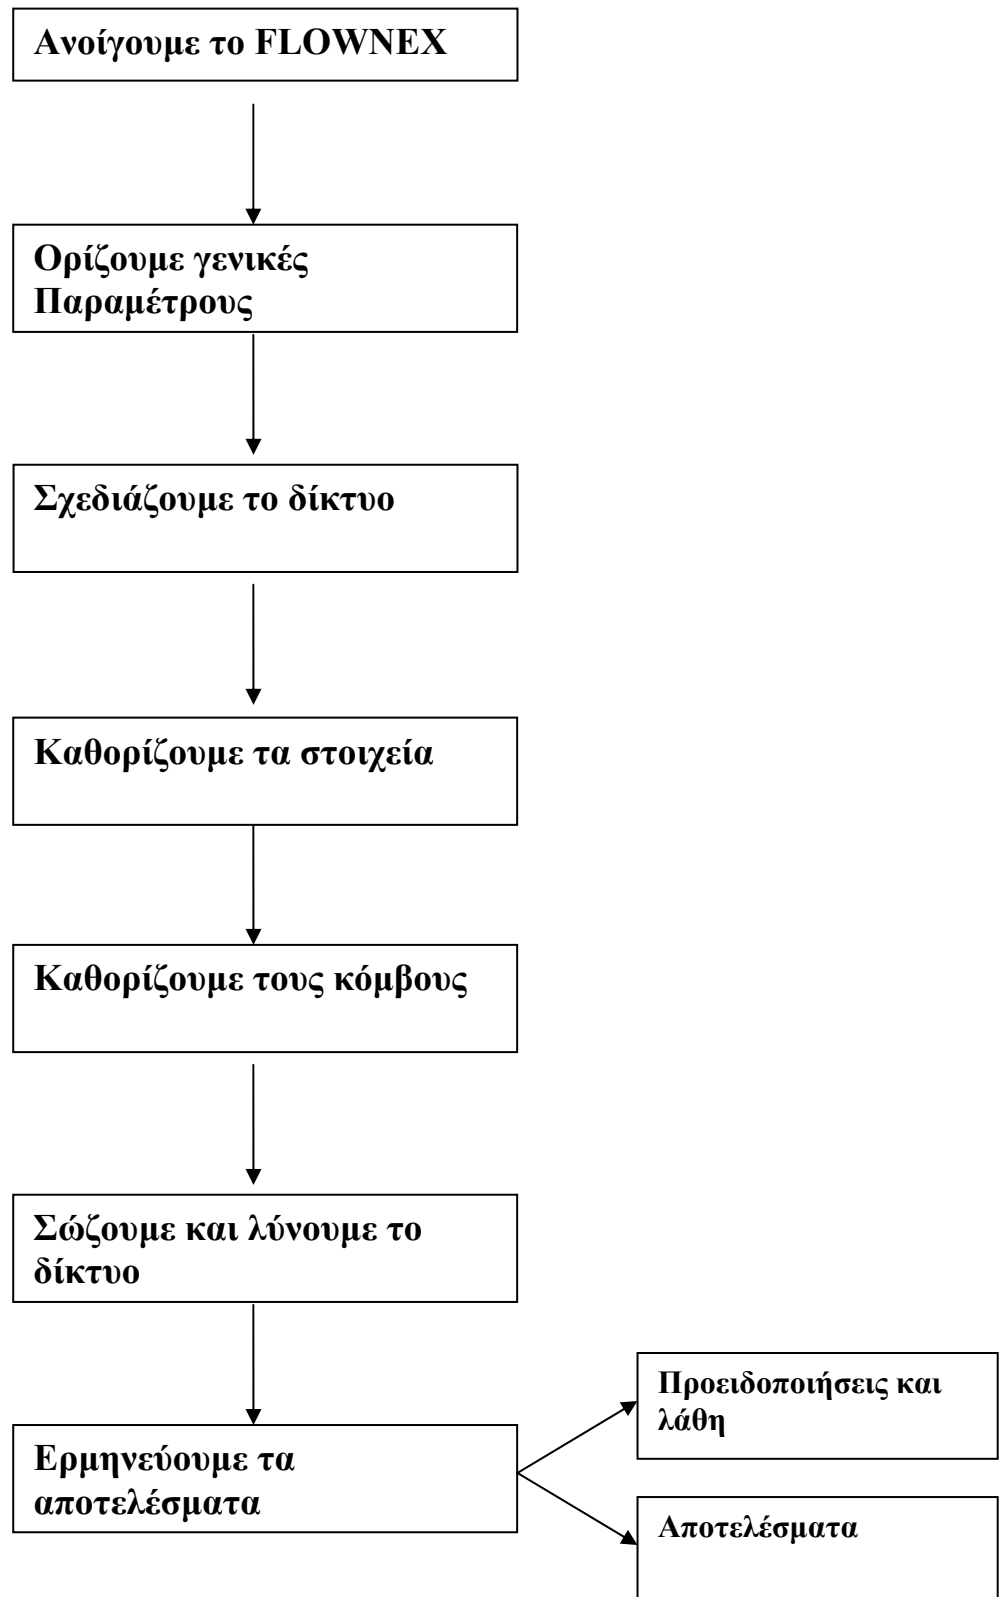 Ανοίγουμε το FLOWNEX
Ορίζουμε γενικές
Παραμέτρους
Σχεδιάζουμε το δίκτυο
Καθορίζουμε τα στοιχεία
Καθορίζουμε τους κόμβους
Σώζουμε και λύνουμε το
δίκτυο
Ερμηνεύουμε τα
αποτελέσματα
Προειδοποιήσεις και
λάθη
Αποτελέσματα